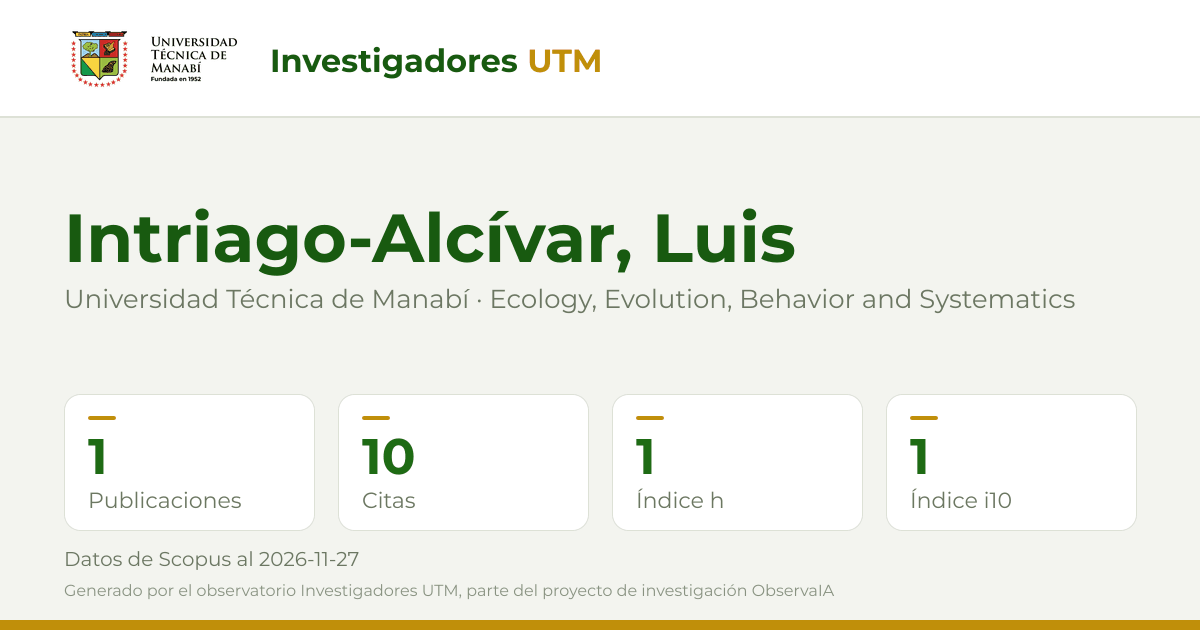 UNIVERSIDAD
TÉCNICA DE
MANABÍ
Fundada en 1952
Investigadores UTM
Intriago-Alcívar, Luis
Universidad Técnica de Manabí · Ecology, Evolution, Behavior and Systematics
1
Publicaciones
10
Citas
1
Índice h
1
Índice i10
Datos de Scopus al 2026-11-27
Generado por el observatorio Investigadores UTM, parte del proyecto de investigación ObservaIA